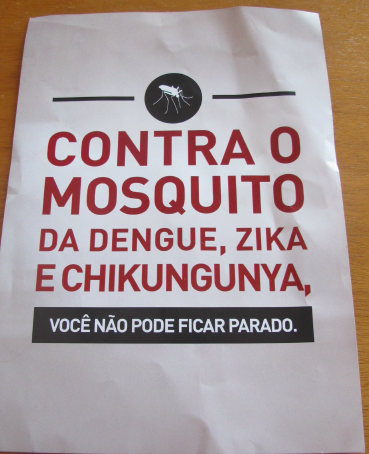 CONTRA O
MOSQUITO
DA DENGUE, ZIKA
E CHIKUNGUNYA,
VOCÊ NÃO PODE FICAR PARADO.